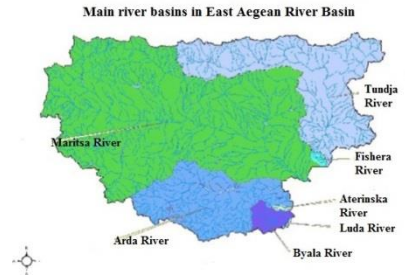 Main river basins in East Aegean River Basin
Tundja
River
Maritsa River
Fishera
River
Aterinska
River
Luda River
Arda River
Byala River